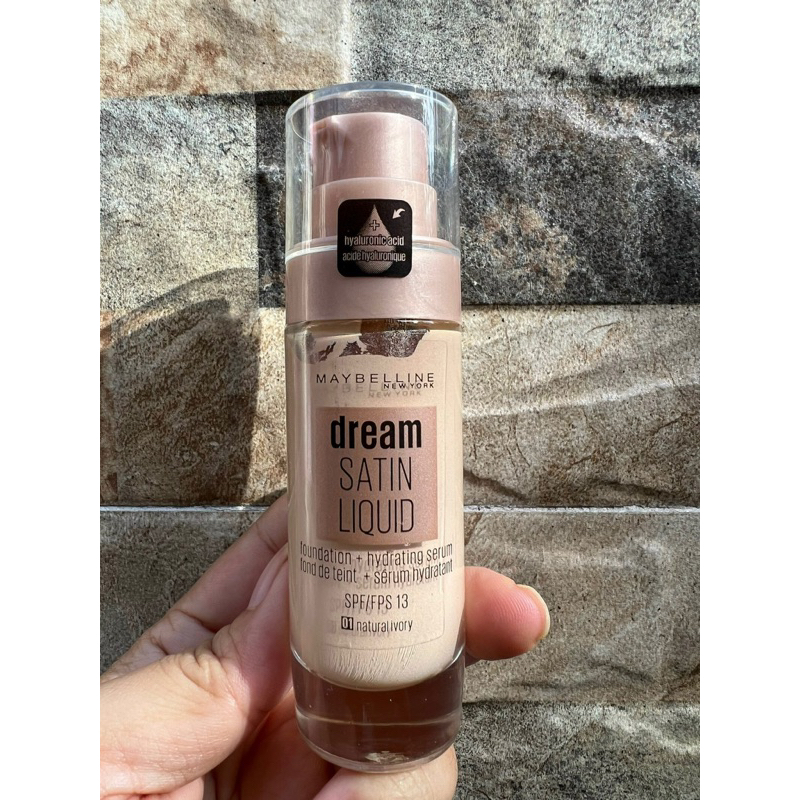 +
hyaluronic acid
acide hyaluronique
MAYBELLINE
NEW YORK
dream
SATIN
LIQUID
foundation + hydrating serum
fond de teint + sérum hydratant
SPF/FPS 13
01 natural ivory